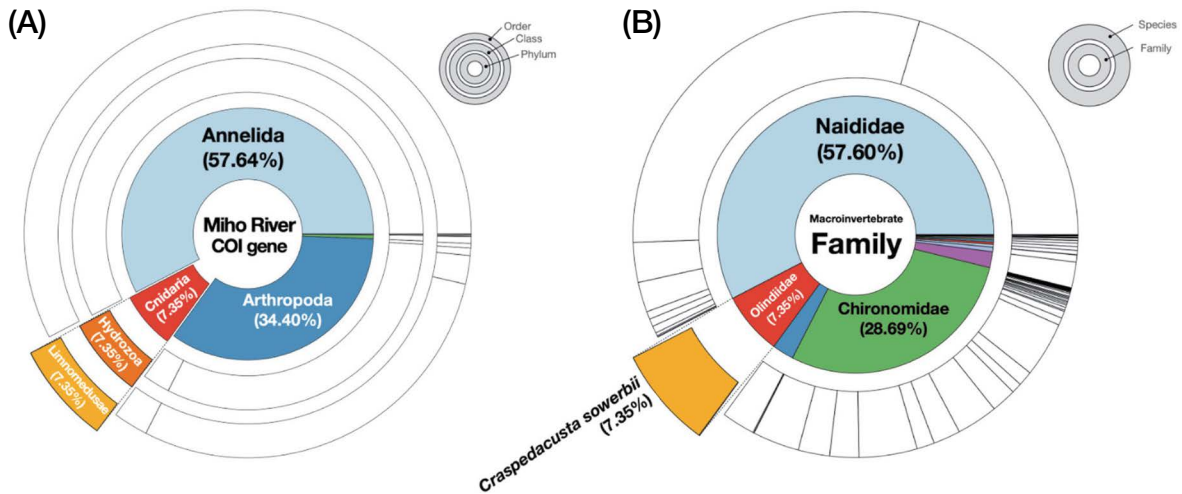 (A)
Order
Class
Phylum
Annelida
(57.64%)
Miho River
COI gene
Cnidaria
(7.35%)
Arthropoda
(34.40%)
Hydrozoa
(7.35%)
Limnomedusae
(7.35%)
(B)
Species
Family
Naididae
(57.60%)
Macroinvertebrate
Family
Olindiidae
(7.35%)
Chironomidae
(28.69%)
Craspedacusta sowerbii
(7.35%)